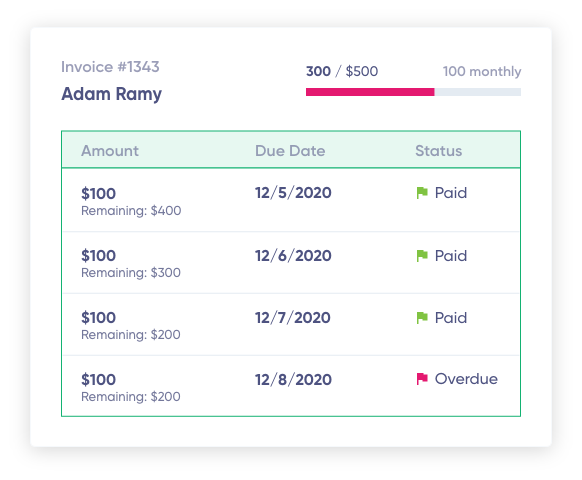 Invoice #1343
Adam Ramy
300 / $500 100 monthly
Amount Due Date Status
$100 12/5/2020 Paid
Remaining: $400
$100 12/6/2020 Paid
Remaining: $300
$100 12/7/2020 Paid
Remaining: $200
$100 12/8/2020 Overdue
Remaining: $200